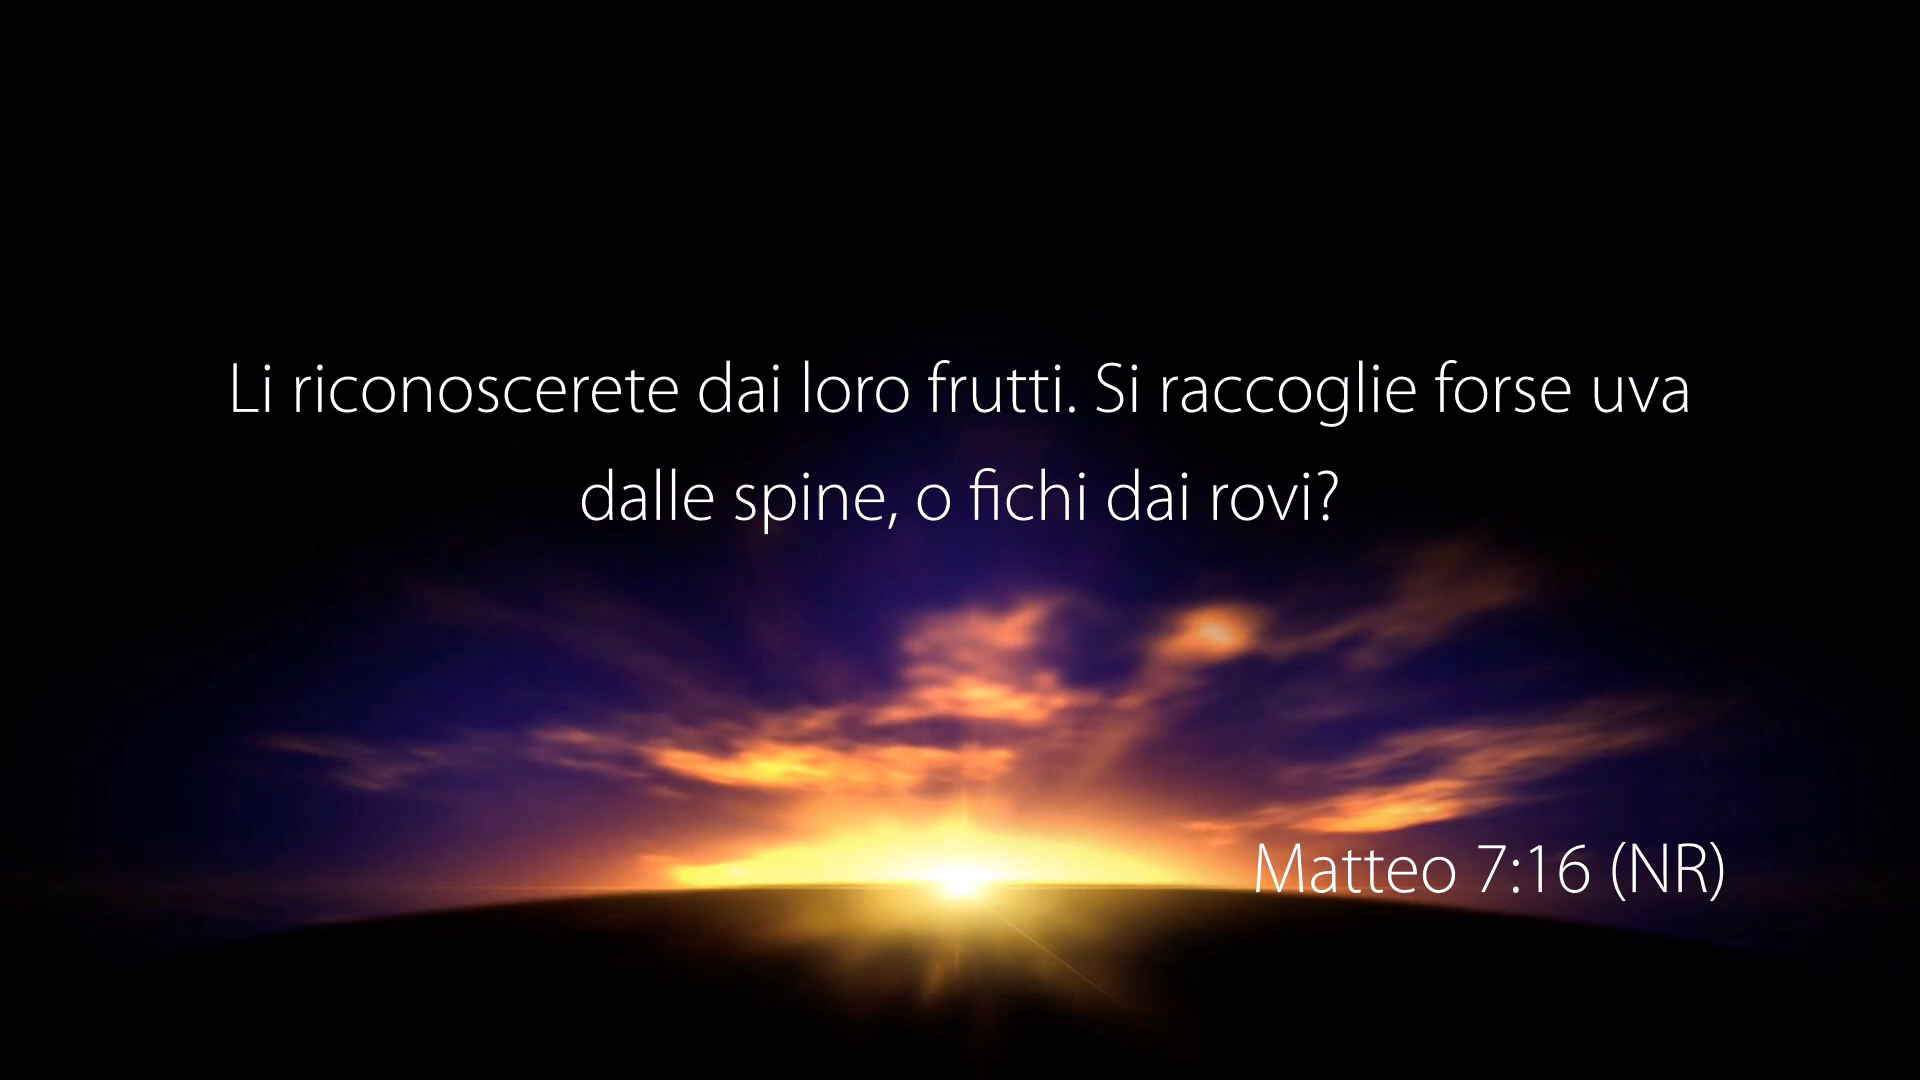 Li riconoscerete dai loro frutti. Si raccoglie forse uva
dalle spine, o fichi dai rovi?
Matteo 7:16 (NR)